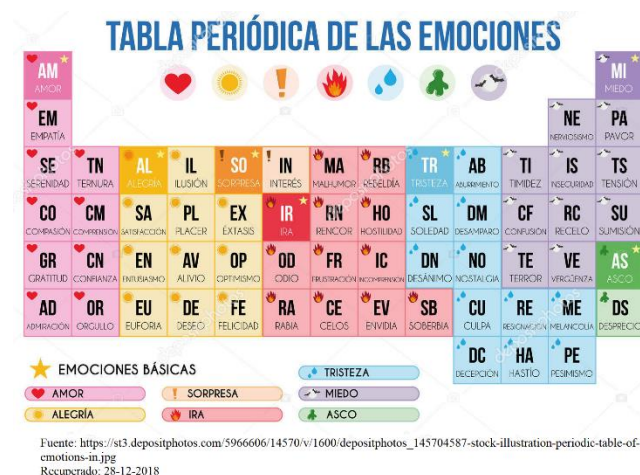 TABLA PERIÓDICA DE LAS EMOCIONES
AM MI
AMOR MIEDO
EM NE PA
EMPATÍA NERVIOSISMO PAVOR
SE TN AL IL SO IN MA RB TR AB TI IS TS
SERENIDAD TERNURA ALEGRÍA ILUSIÓN SORPRESA INTERÉS MALHUMOR REBELDÍA TRISTEZA ABURRIMIENTO TIMIDEZ INSEGURIDAD TENSIÓN
CO CM SA PL EX IR RN HO SL DM CF RC SU
COMPASIÓN COMPRENSIÓN SATISFACCIÓN PLACER ÉXTASIS IRA RENCOR HOSTILIDAD SOLEDAD DESAMPARO CONFUSIÓN RECELO SUMISIÓN
GR CN EN AV OP OD FR IC DN NO TE VE AS
GRATITUD CONFIANZA ENTUSIASMO ALIVIO OPTIMISMO ODIO FRUSTRACIÓN INCOMPRENSIÓN DESÁNIMO NOSTALGIA TERROR VERGÜENZA ASCO
AD OR EU DE FE RA CE EV SB CU RE ME DS
ADMIRACIÓN ORGULLO EUFORIA DESEO FELICIDAD RABIA CELOS ENVIDIA SOBERBIA CULPA RESIGNACIÓN MELANCOLÍA DESPRECIO
DC HA PE
DECEPCIÓN HASTÍO PESIMISMO
EMOCIONES BÁSICAS
TRISTEZA
AMOR SORPRESA MIEDO
ALEGRÍA IRA ASCO
Fuente: https://st3.depositphotos.com/5966606/14570/v/1600/depositphotos_145704587-stock-illustration-periodic-table-of-
emotions-in.jpg
Recuperado: 28-12-2018